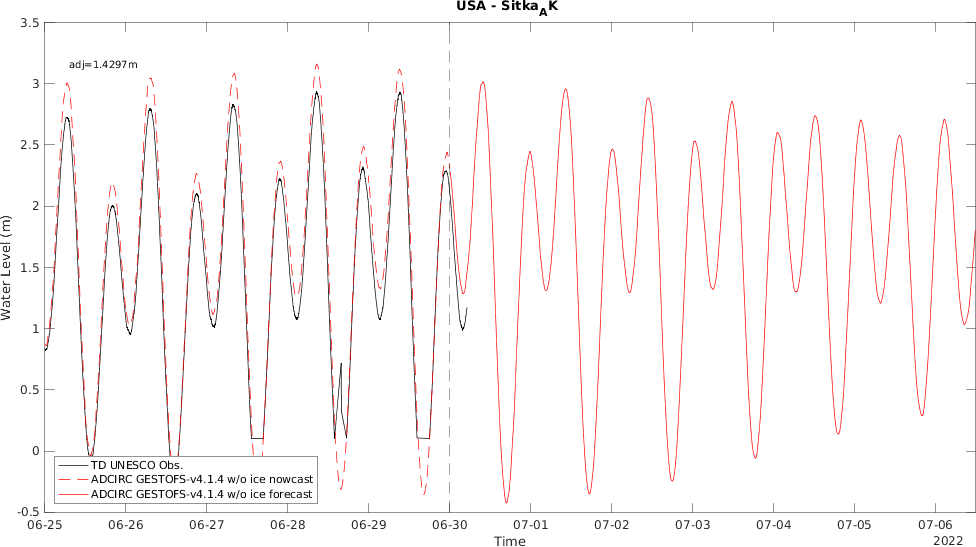 USA - Sitka_AK
3.5
adj=1.4297m
3
2.5
2
1.5
1
0.5
0
-0.5
Water Level (m)
TD UNESCO Obs.
ADCIRC GESTOFS-v4.1.4 w/o ice nowcast
ADCIRC GESTOFS-v4.1.4 w/o ice forecast
06-25 06-26 06-27 06-28 06-29 06-30 07-01 07-02 07-03 07-04 07-05 07-06
Time
2022